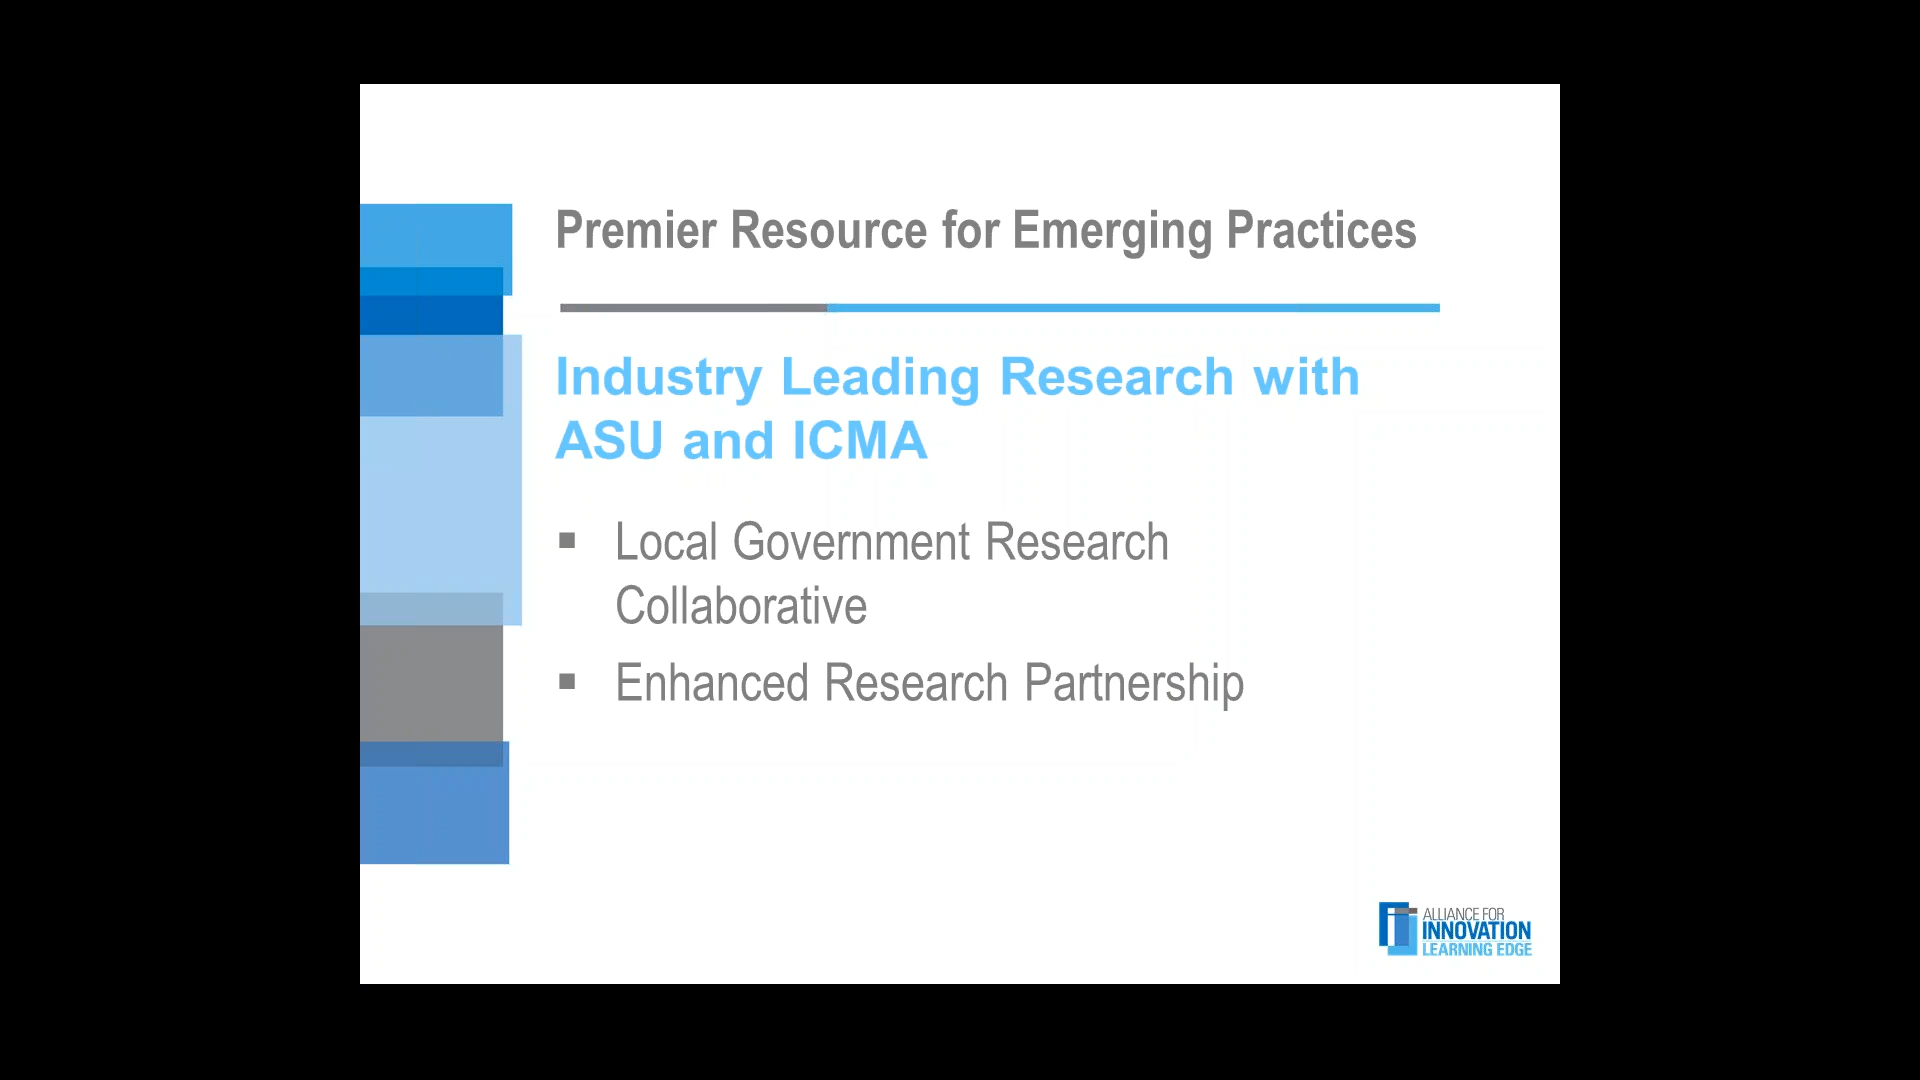 Premier Resource for Emerging Practices
Industry Leading Research with
ASU and ICMA
▪ Local Government Research
Collaborative
▪ Enhanced Research Partnership
ALLIANCE FOR
INNOVATION
LEARNING EDGE